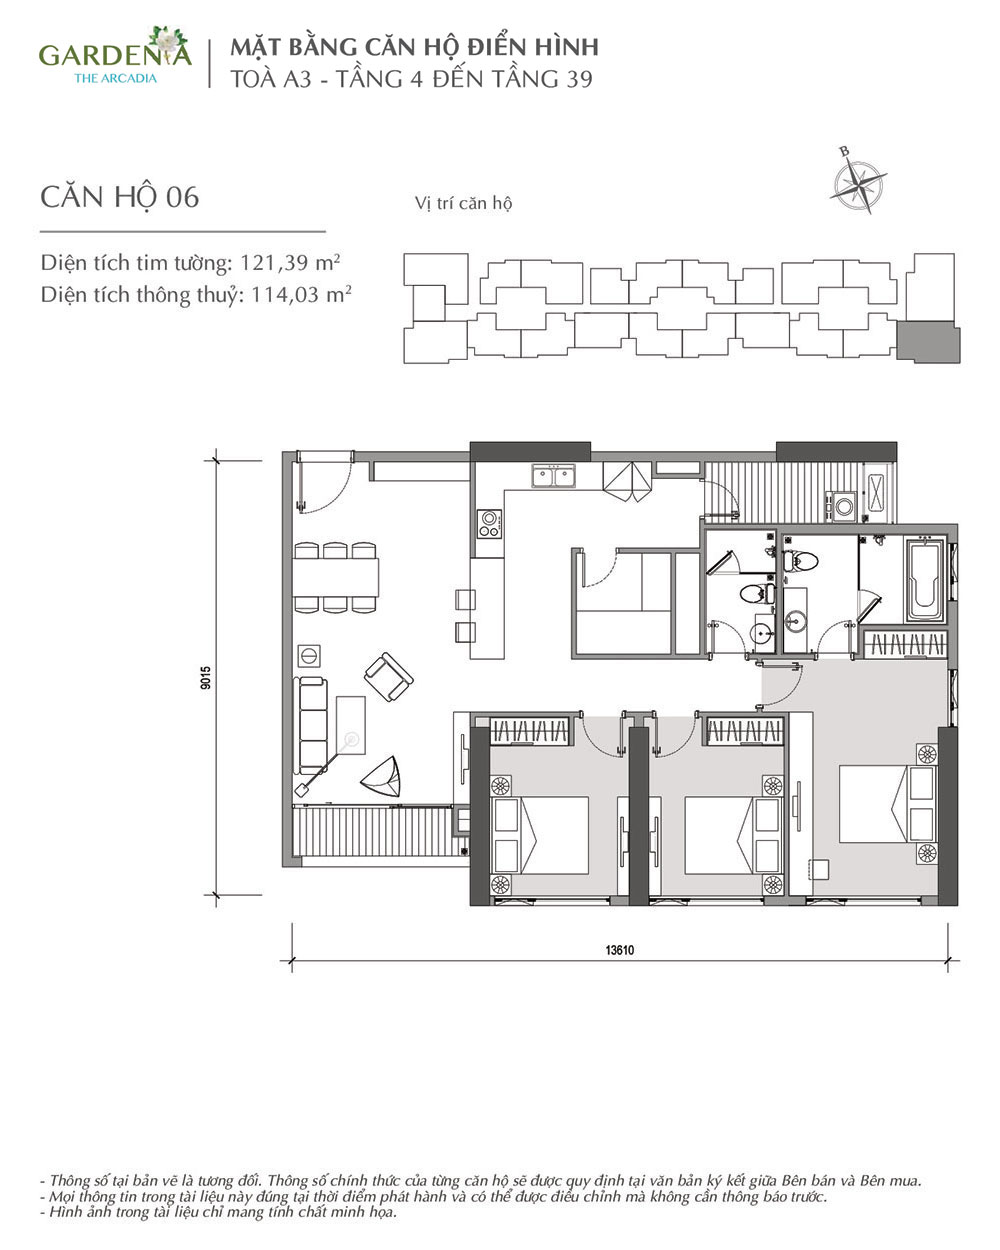 GARDENIA
THE ARCADIA
MẶT BẰNG CĂN HỘ ĐIỂN HÌNH
TOÀ A3 - TẦNG 4 ĐẾN TẦNG 39
B
CĂN HỘ 06
Vị trí căn hộ
Diện tích tim tường: 121,39 m²
Diện tích thông thuỷ: 114,03 m²
9015
13610
- Thông số tại bản vẽ là tương đối. Thông số chính thức của từng căn hộ sẽ được quy định tại văn bản ký kết giữa Bên bán và Bên mua.
- Mọi thông tin trong tài liệu này đúng tại thời điểm phát hành và có thể được điều chỉnh mà không cần thông báo trước.
- Hình ảnh trong tài liệu chỉ mang tính chất minh họa.